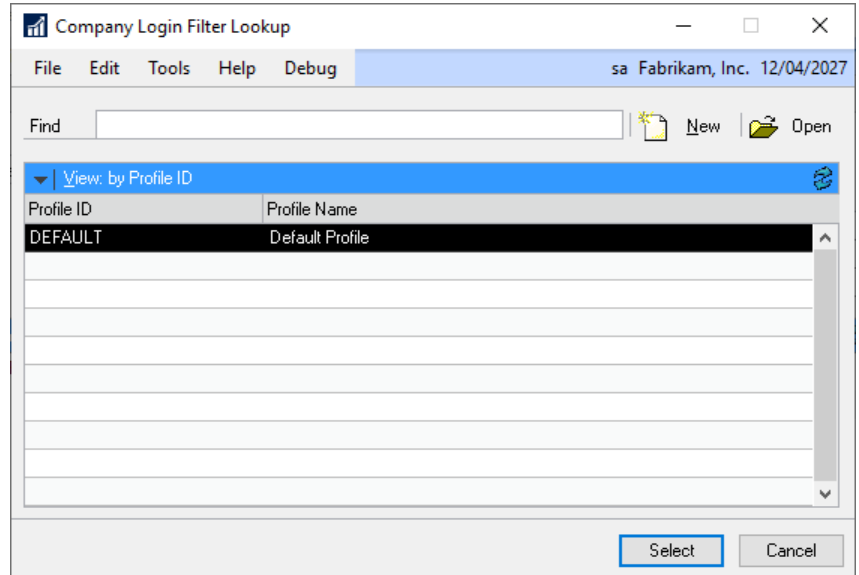 Company Login Filter Lookup
File Edit Tools Help Debug sa Fabrikam, Inc. 12/04/2027
Find New Open
View: by Profile ID
Profile ID Profile Name
DEFAULT Default Profile
Select Cancel